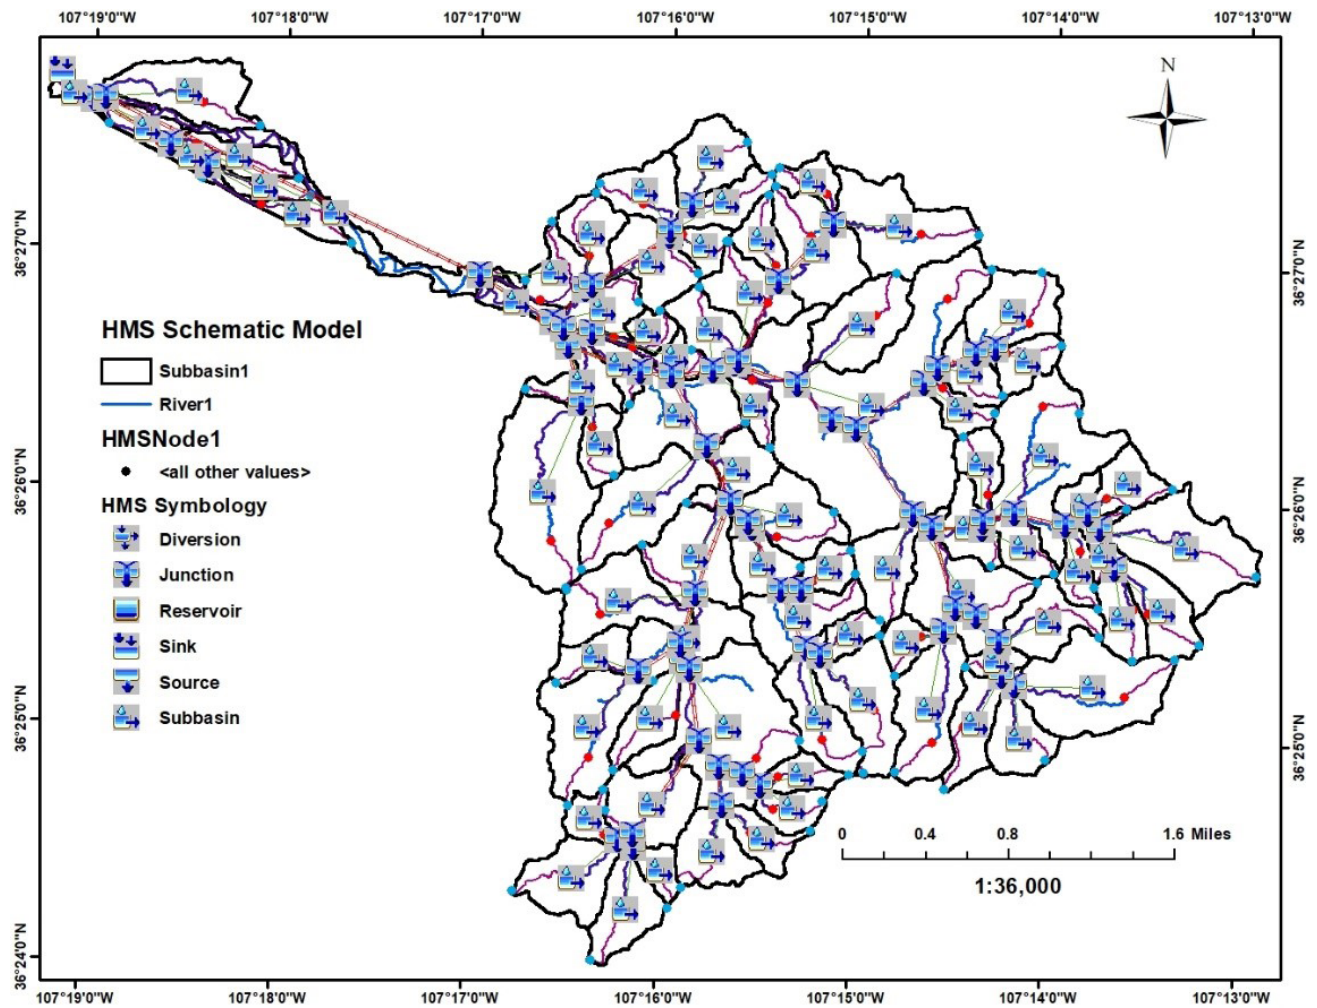 107°19'0"W 107°18'0"W 107°17'0"W 107°16'0"W 107°15'0"W 107°14'0"W 107°13'0"W
N
36°27'0"N
36°27'0"N
HMS Schematic Model
Subbasin1
River1
HMSNode1
<all other values>
HMS Symbology
Diversion
Junction
Reservoir
Sink
Source
Subbasin
36°26'0"N
36°26'0"N
36°25'0"N
36°25'0"N
0 0.4 0.8 1.6 Miles
1:36,000
36°24'0"N
107°19'0"W 107°18'0"W 107°17'0"W 107°16'0"W 107°15'0"W 107°14'0"W 107°13'0"W